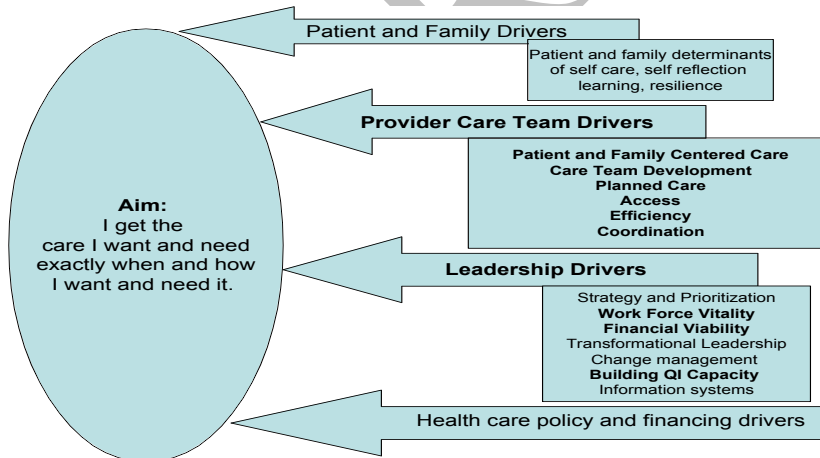 Patient and Family Drivers
Patient and family determinants
of self care, self reflection
learning, resilience
Provider Care Team Drivers
Patient and Family Centered Care
Care Team Development
Planned Care
Access
Efficiency
Coordination
Aim:
I get the
care I want and need
exactly when and how
I want and need it.
Leadership Drivers
Strategy and Prioritization
Work Force Vitality
Financial Viability
Transformational Leadership
Change management
Building QI Capacity
Information systems
Health care policy and financing drivers